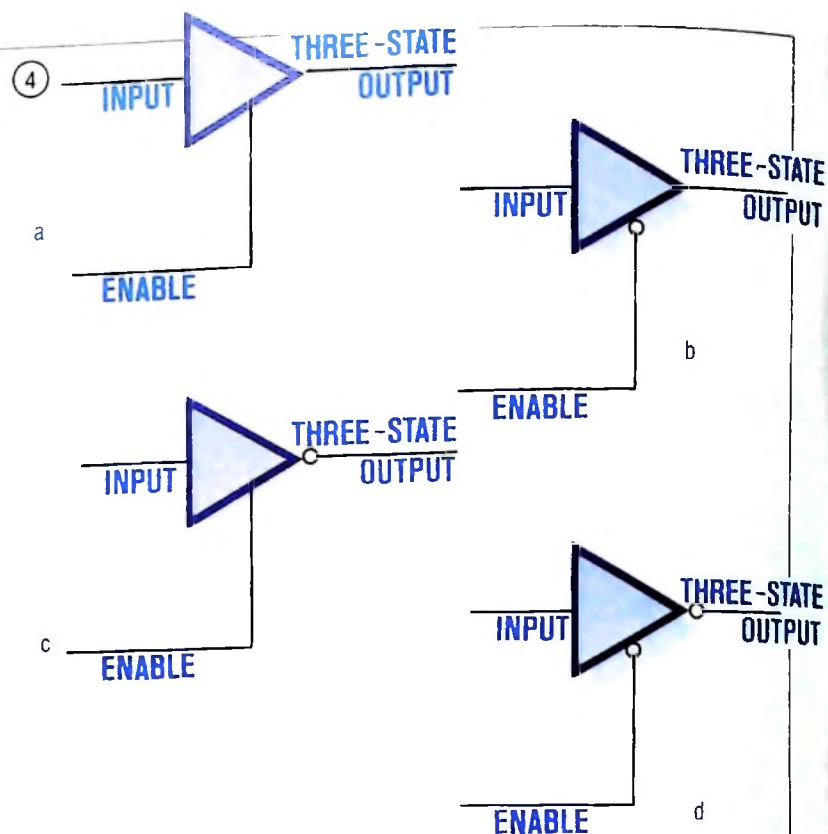 4
THREE-STATE
INPUT
OUTPUT
a
ENABLE
THREE-STATE
INPUT
OUTPUT
b
ENABLE
THREE-STATE
INPUT
OUTPUT
c
ENABLE
THREE-STATE
INPUT
OUTPUT
d
ENABLE